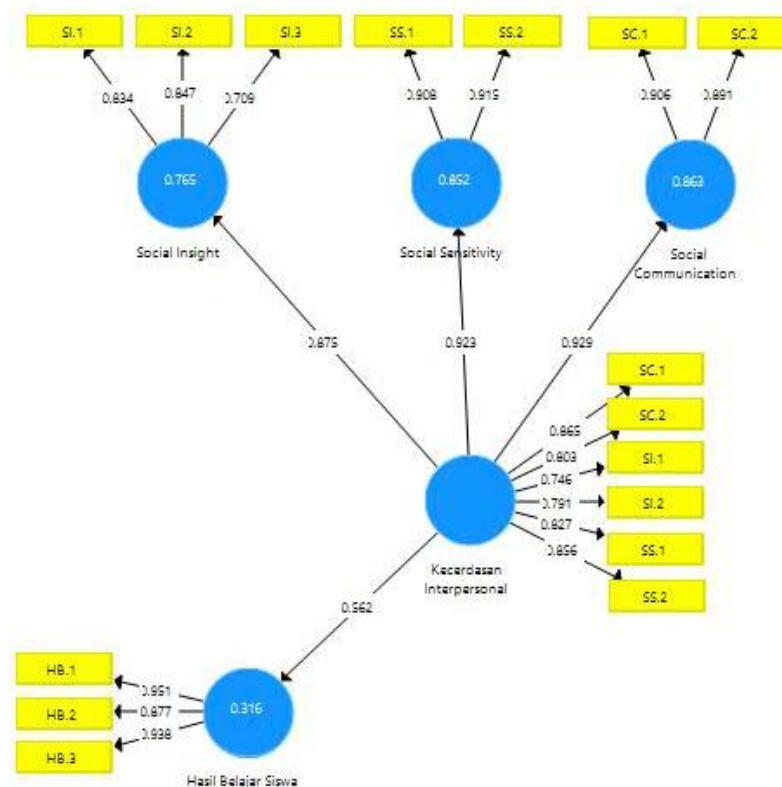 SI.1
SI.2
SI.3
SS.1
SS.2
SC.1
SC.2
0.834
0.847
0.709
0.908
0.915
0.906
0.891
0.765
0.852
0.863
Social Insight
Social Sensitivity
Social
Communication
0.875
0.923
0.929
SC.1
0.865
SC.2
0.803
SI.1
0.746
SI.2
0.791
SS.1
0.827
SS.2
0.856
Kecerdasan
Interpersonal
0.562
HB.1
0.951
HB.2
0.877
HB.3
0.938
0.316
Hasil Belajar Siswa